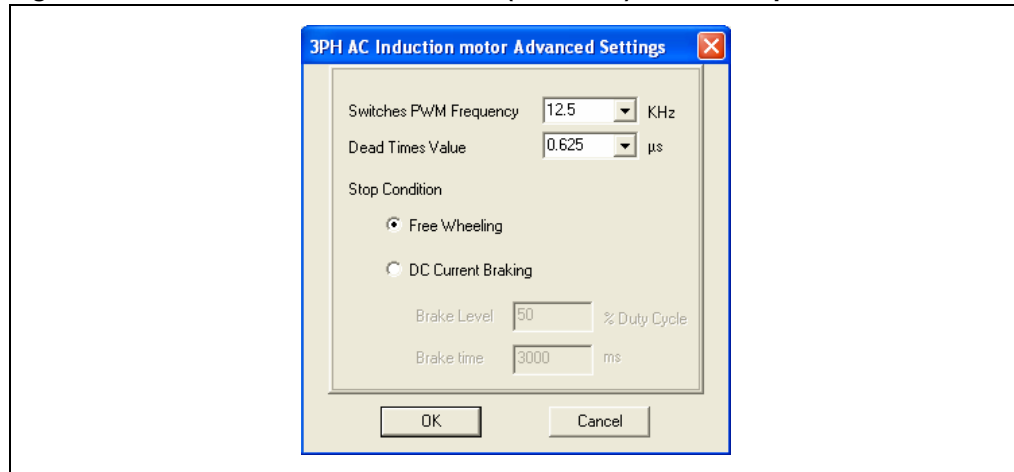 3PH AC Induction motor Advanced Settings
Switches PWM Frequency 12.5 KHz
Dead Times Value 0.625 µs
Stop Condition
Free Wheeling
DC Current Braking
Brake Level 50 % Duty Cycle
Brake time 3000 ms
OK Cancel